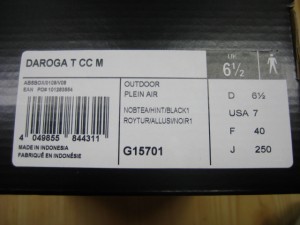 DAROGA T CC M
UK
6½
OUTDOOR
PLEIN AIR
NOBTEA/HINT/BLACK1
ROYTUR/ALLUSI/NOIR1
G15701
4 049855 844311
MADE IN INDONESIA
FABRIQUÉ EN INDONÉSIE
D 6½
USA 7
F 40
J 250